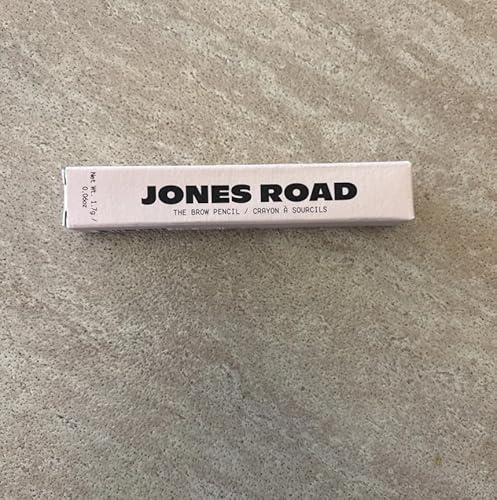 JONES ROAD
THE BROW PENCIL / CRAYON À SOURCILS
Net Wt. 1.7g /
0.06oz